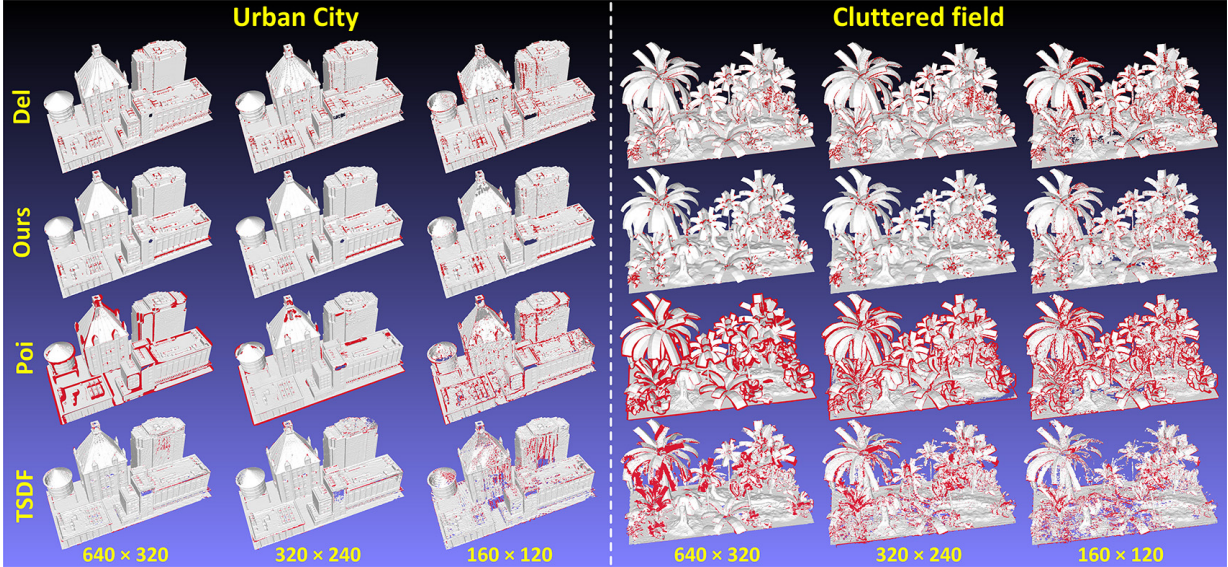 Urban City
Cluttered field
Del
Ours
Poi
TSDF
640 × 320
320 × 240
160 × 120
640 × 320
320 × 240
160 × 120